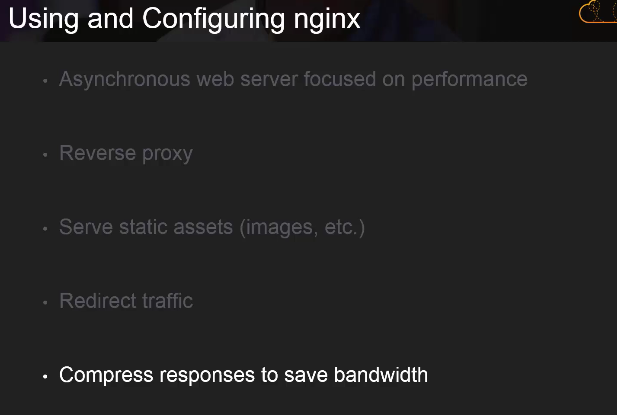 Using and Configuring nginx
• Asynchronous web server focused on performance
• Reverse proxy
• Serve static assets (images, etc.)
• Redirect traffic
• Compress responses to save bandwidth